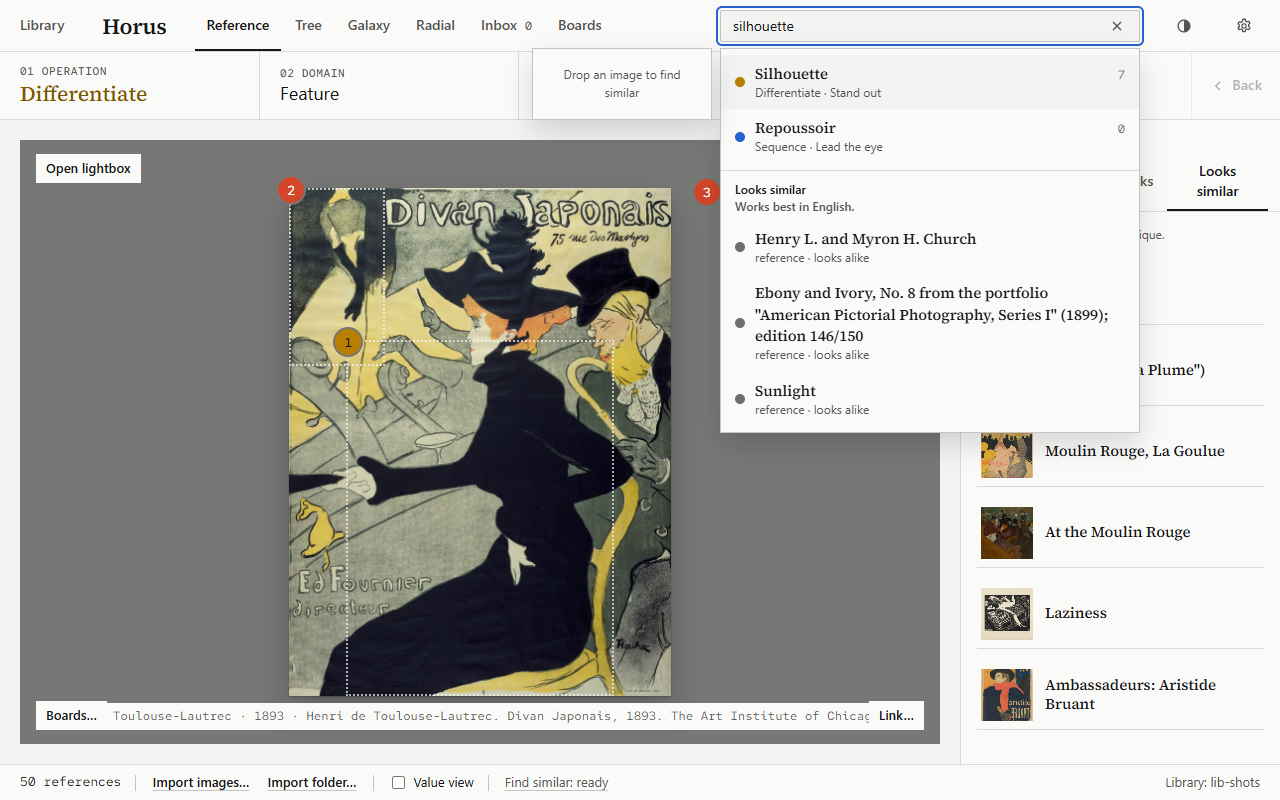 Library
Horus
Reference
Tree
Galaxy
Radial
Inbox 0
Boards
silhouette
01 OPERATION
Differentiate
02 DOMAIN
Feature
Drop an image to find
similar
Back
Silhouette
7
Differentiate · Stand out
Repoussoir
0
Sequence · Lead the eye
Looks similar
Works best in English.
Henry L. and Myron H. Church
reference · looks alike
Ebony and Ivory, No. 8 from the portfolio
"American Pictorial Photography, Series I" (1899);
edition 146/150
reference · looks alike
Sunlight
reference · looks alike
Open lightbox
2
3
1
Divan Japonais
75 rue des Martyrs
Ed Fournier
directeur
ks
Looks
similar
ique.
a Plume")
Moulin Rouge, La Goulue
At the Moulin Rouge
Laziness
Ambassadeurs: Aristide
Bruant
Boards...
Toulouse-Lautrec · 1893 · Henri de Toulouse-Lautrec. Divan Japonais, 1893. The Art Institute of Chicag
Link...
50 references
Import images...
Import folder...
Value view
Find similar: ready
Library: lib-shots